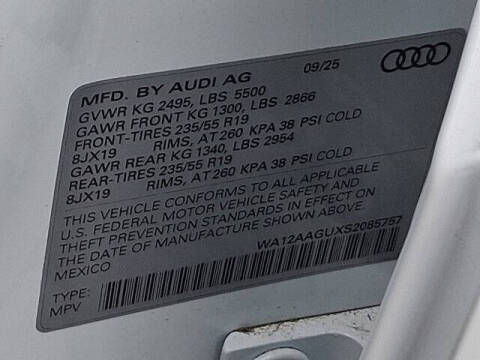 MFD. BY AUDI AG 09/25
GVWR KG 2495, LBS 5500
GAWR FRONT KG 1300, LBS 2866
FRONT-TIRES 235/55 R19
8JX19 RIMS, AT 260 KPA 38 PSI COLD
GAWR REAR KG 1340, LBS 2954
REAR-TIRES 235/55 R19
8JX19 RIMS, AT 260 KPA 38 PSI COLD
THIS VEHICLE CONFORMS TO ALL APPLICABLE
U.S. FEDERAL MOTOR VEHICLE SAFETY AND
THEFT PREVENTION STANDARDS IN EFFECT ON
THE DATE OF MANUFACTURE SHOWN ABOVE.
MEXICO WA12AAGUXS2085757
TYPE:
MPV